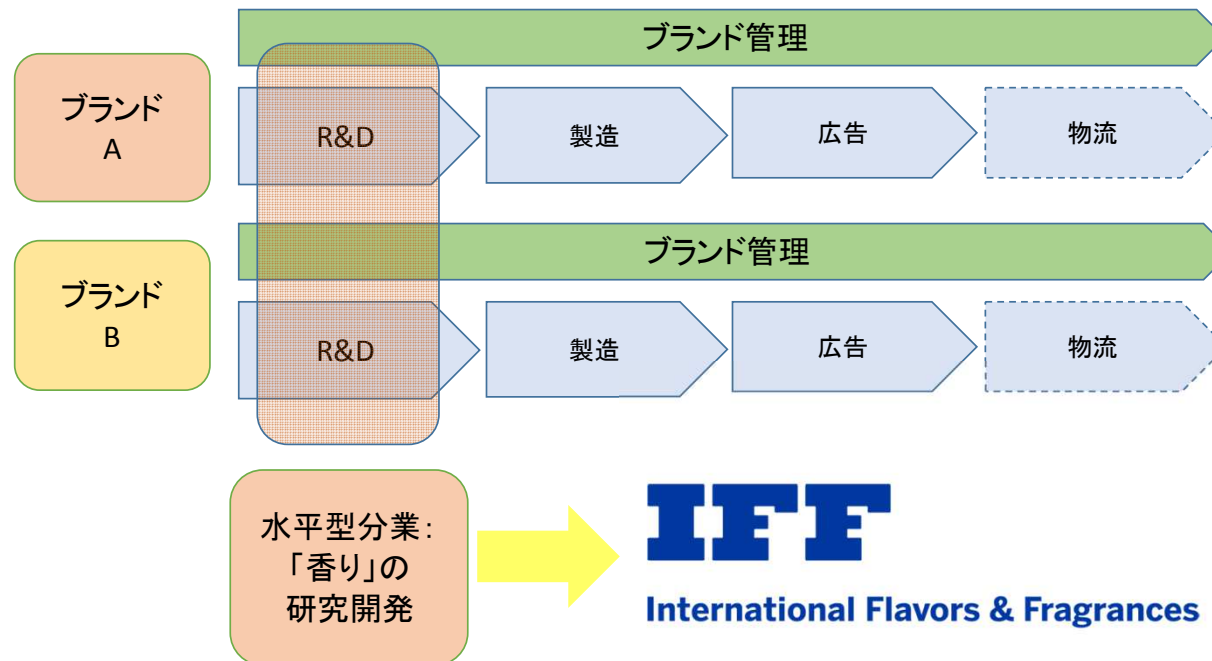 ブランド管理
ブランド
A
R&D
製造
広告
物流
ブランド管理
ブランド
B
R&D
製造
広告
物流
水平型分業：
「香り」の
研究開発
IFF
International Flavors & Fragrances